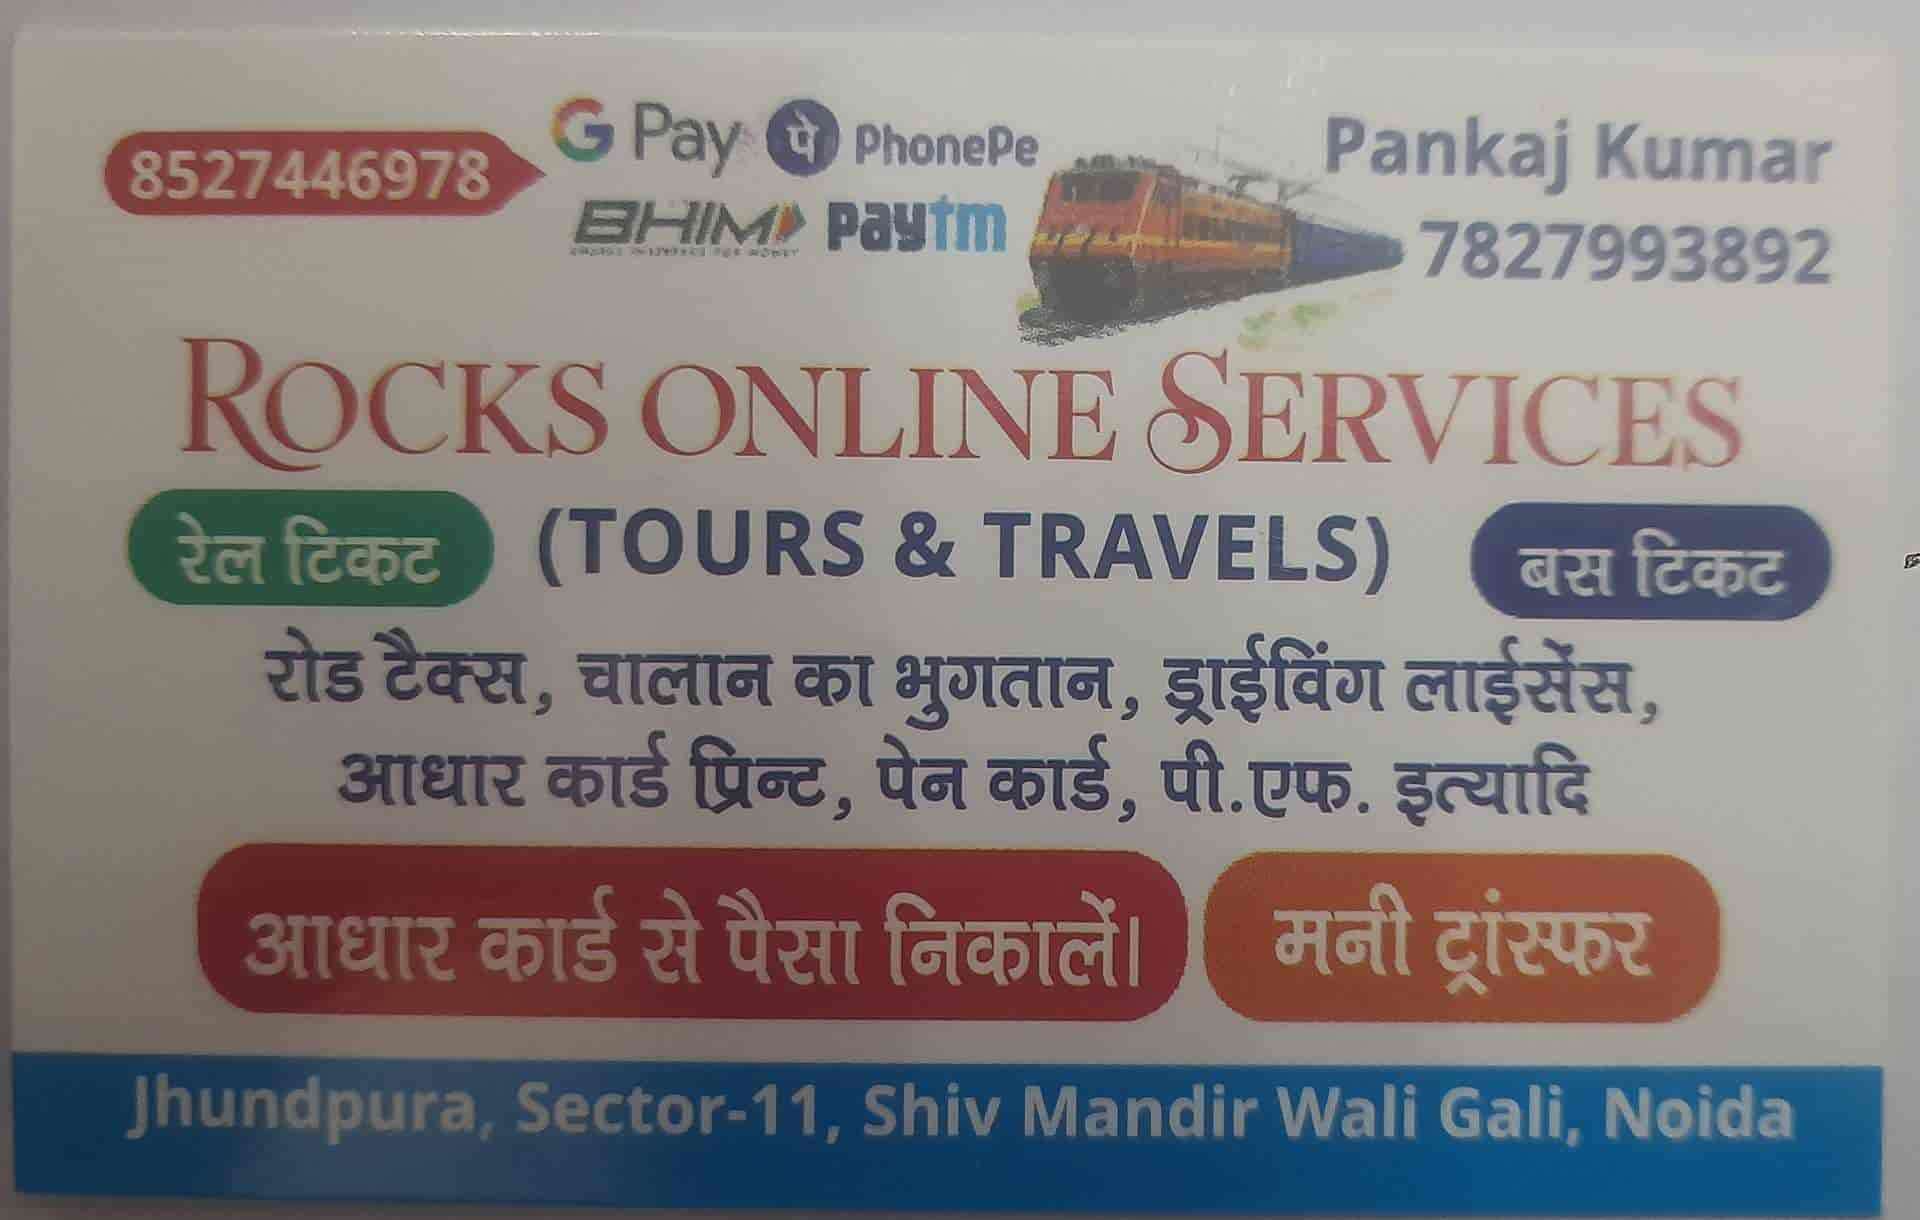 8527446978
G Pay पे PhonePe
BHIM paytm
Pankaj Kumar
7827993892
ROCKS ONLINE SERVICES
रेल टिकट (TOURS & TRAVELS) बस टिकट
रोड टैक्स, चालान का भुगतान, ड्राईविंग लाईसेंस,
आधार कार्ड प्रिन्ट, पेन कार्ड, पी.एफ. इत्यादि
आधार कार्ड से पैसा निकालें। मनी ट्रांस्फर
Jhundpura, Sector-11, Shiv Mandir Wali Gali, Noida